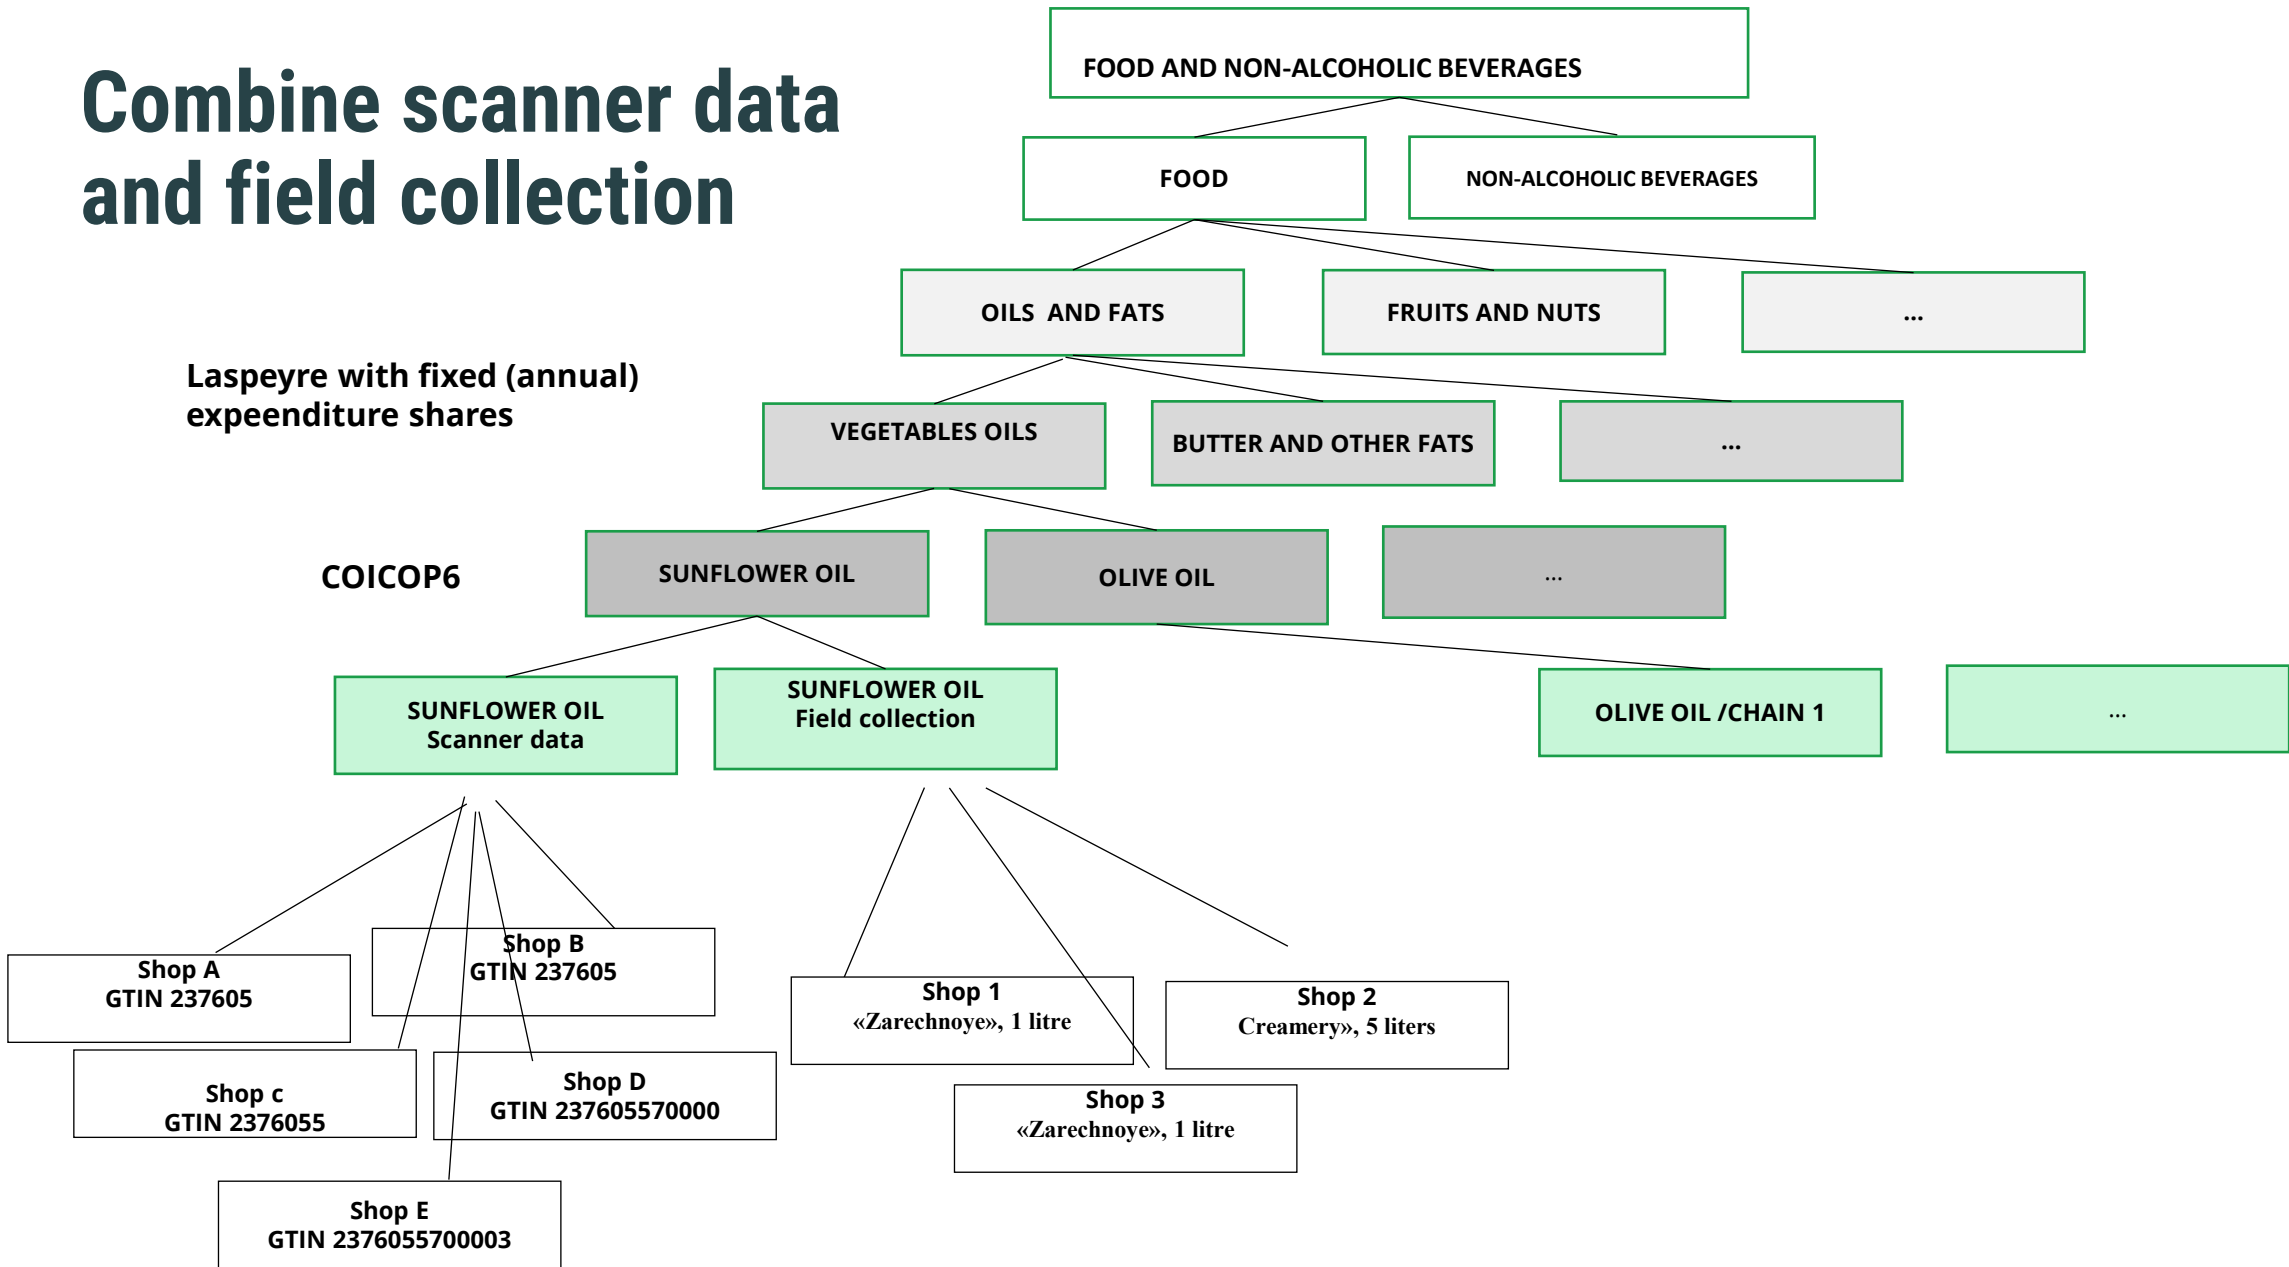 Combine scanner data
and field collection
FOOD AND NON-ALCOHOLIC BEVERAGES
FOOD
NON-ALCOHOLIC BEVERAGES
OILS  AND FATS
FRUITS AND NUTS
...
Laspeyre with fixed (annual)
expeenditure shares
VEGETABLES OILS
BUTTER AND OTHER FATS
...
COICOP6
SUNFLOWER OIL
OLIVE OIL
...
SUNFLOWER OIL
Scanner data
SUNFLOWER OIL
Field collection
OLIVE OIL /CHAIN 1
...
Shop A
GTIN 237605
Shop B
GTIN 237605
Shop c
GTIN 2376055
Shop D
GTIN 237605570000
Shop E
GTIN 2376055700003
Shop 1
«Zarechnoye», 1 litre
Shop 2
Creamery», 5 liters
Shop 3
«Zarechnoye», 1 litre